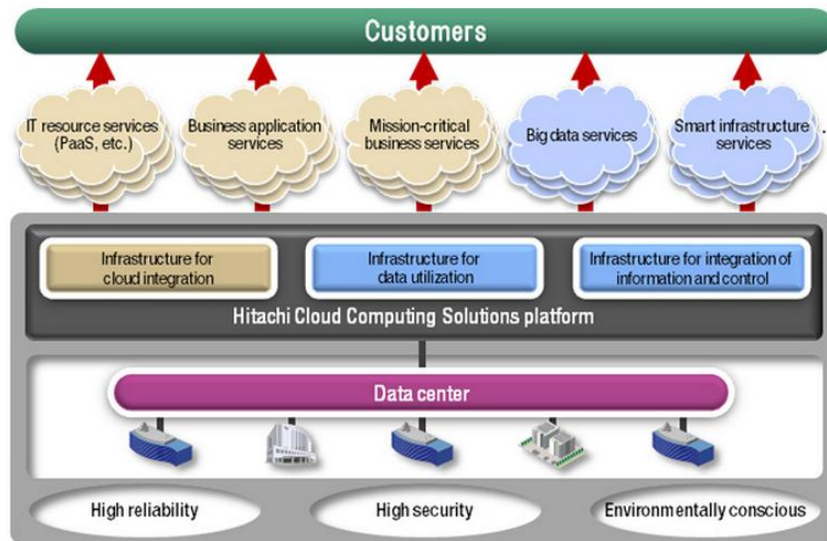 Customers
IT resource services
(PaaS, etc.)
Business application
services
Mission-critical
business services
Big data services
Smart infrastructure
services
Infrastructure for
cloud integration
Infrastructure for
data utilization
Infrastructure for integration of
information and control
Hitachi Cloud Computing Solutions platform
Data center
High reliability
High security
Environmentally conscious